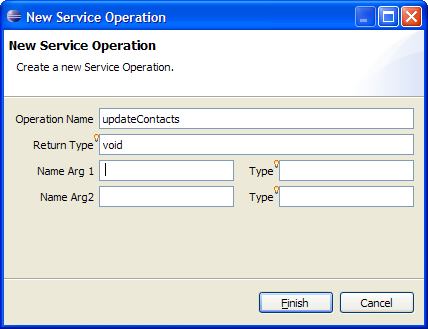 New Service Operation
New Service Operation
Create a new Service Operation.
Operation Name updateContacts
Return Type void
Name Arg 1 Type
Name Arg2 Type
Finish Cancel